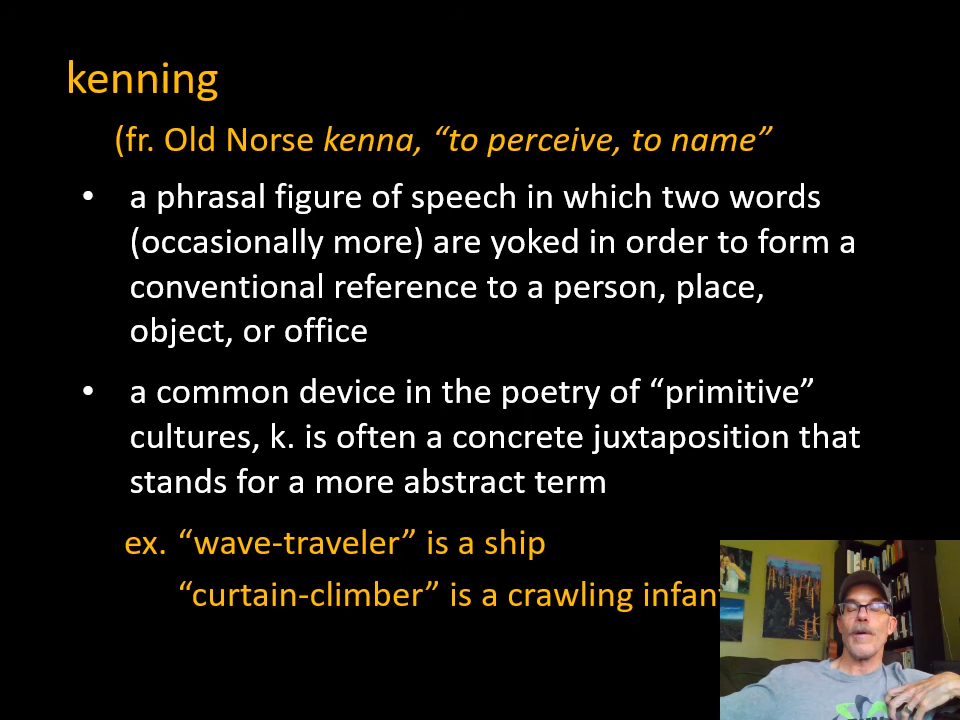 kenning
(fr. Old Norse kenna, “to perceive, to name”
• a phrasal figure of speech in which two words
(occasionally more) are yoked in order to form a
conventional reference to a person, place,
object, or office
• a common device in the poetry of “primitive”
cultures, k. is often a concrete juxtaposition that
stands for a more abstract term
ex. “wave-traveler” is a ship
“curtain-climber” is a crawling infant